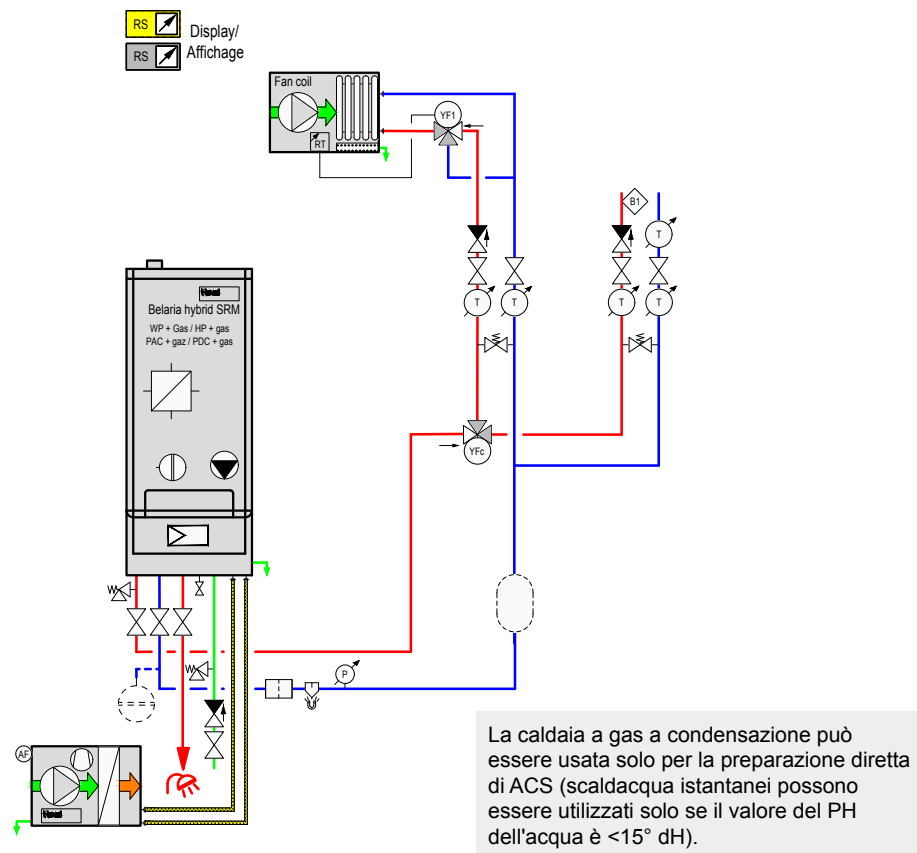 RS
Display/
RS
Affichage
Fan coil
YF1
RT
B1
T
T
T
T
T
Hoval
Belaria hybrid SRM
WP + Gas / HP + gas
PAC + gaz / PDC + gas
YFc
P
AF
Hoval
La caldaia a gas a condensazione può
essere usata solo per la preparazione diretta
di ACS (scaldacqua istantanei possono
essere utilizzati solo se il valore del PH
dell'acqua è <15° dH).